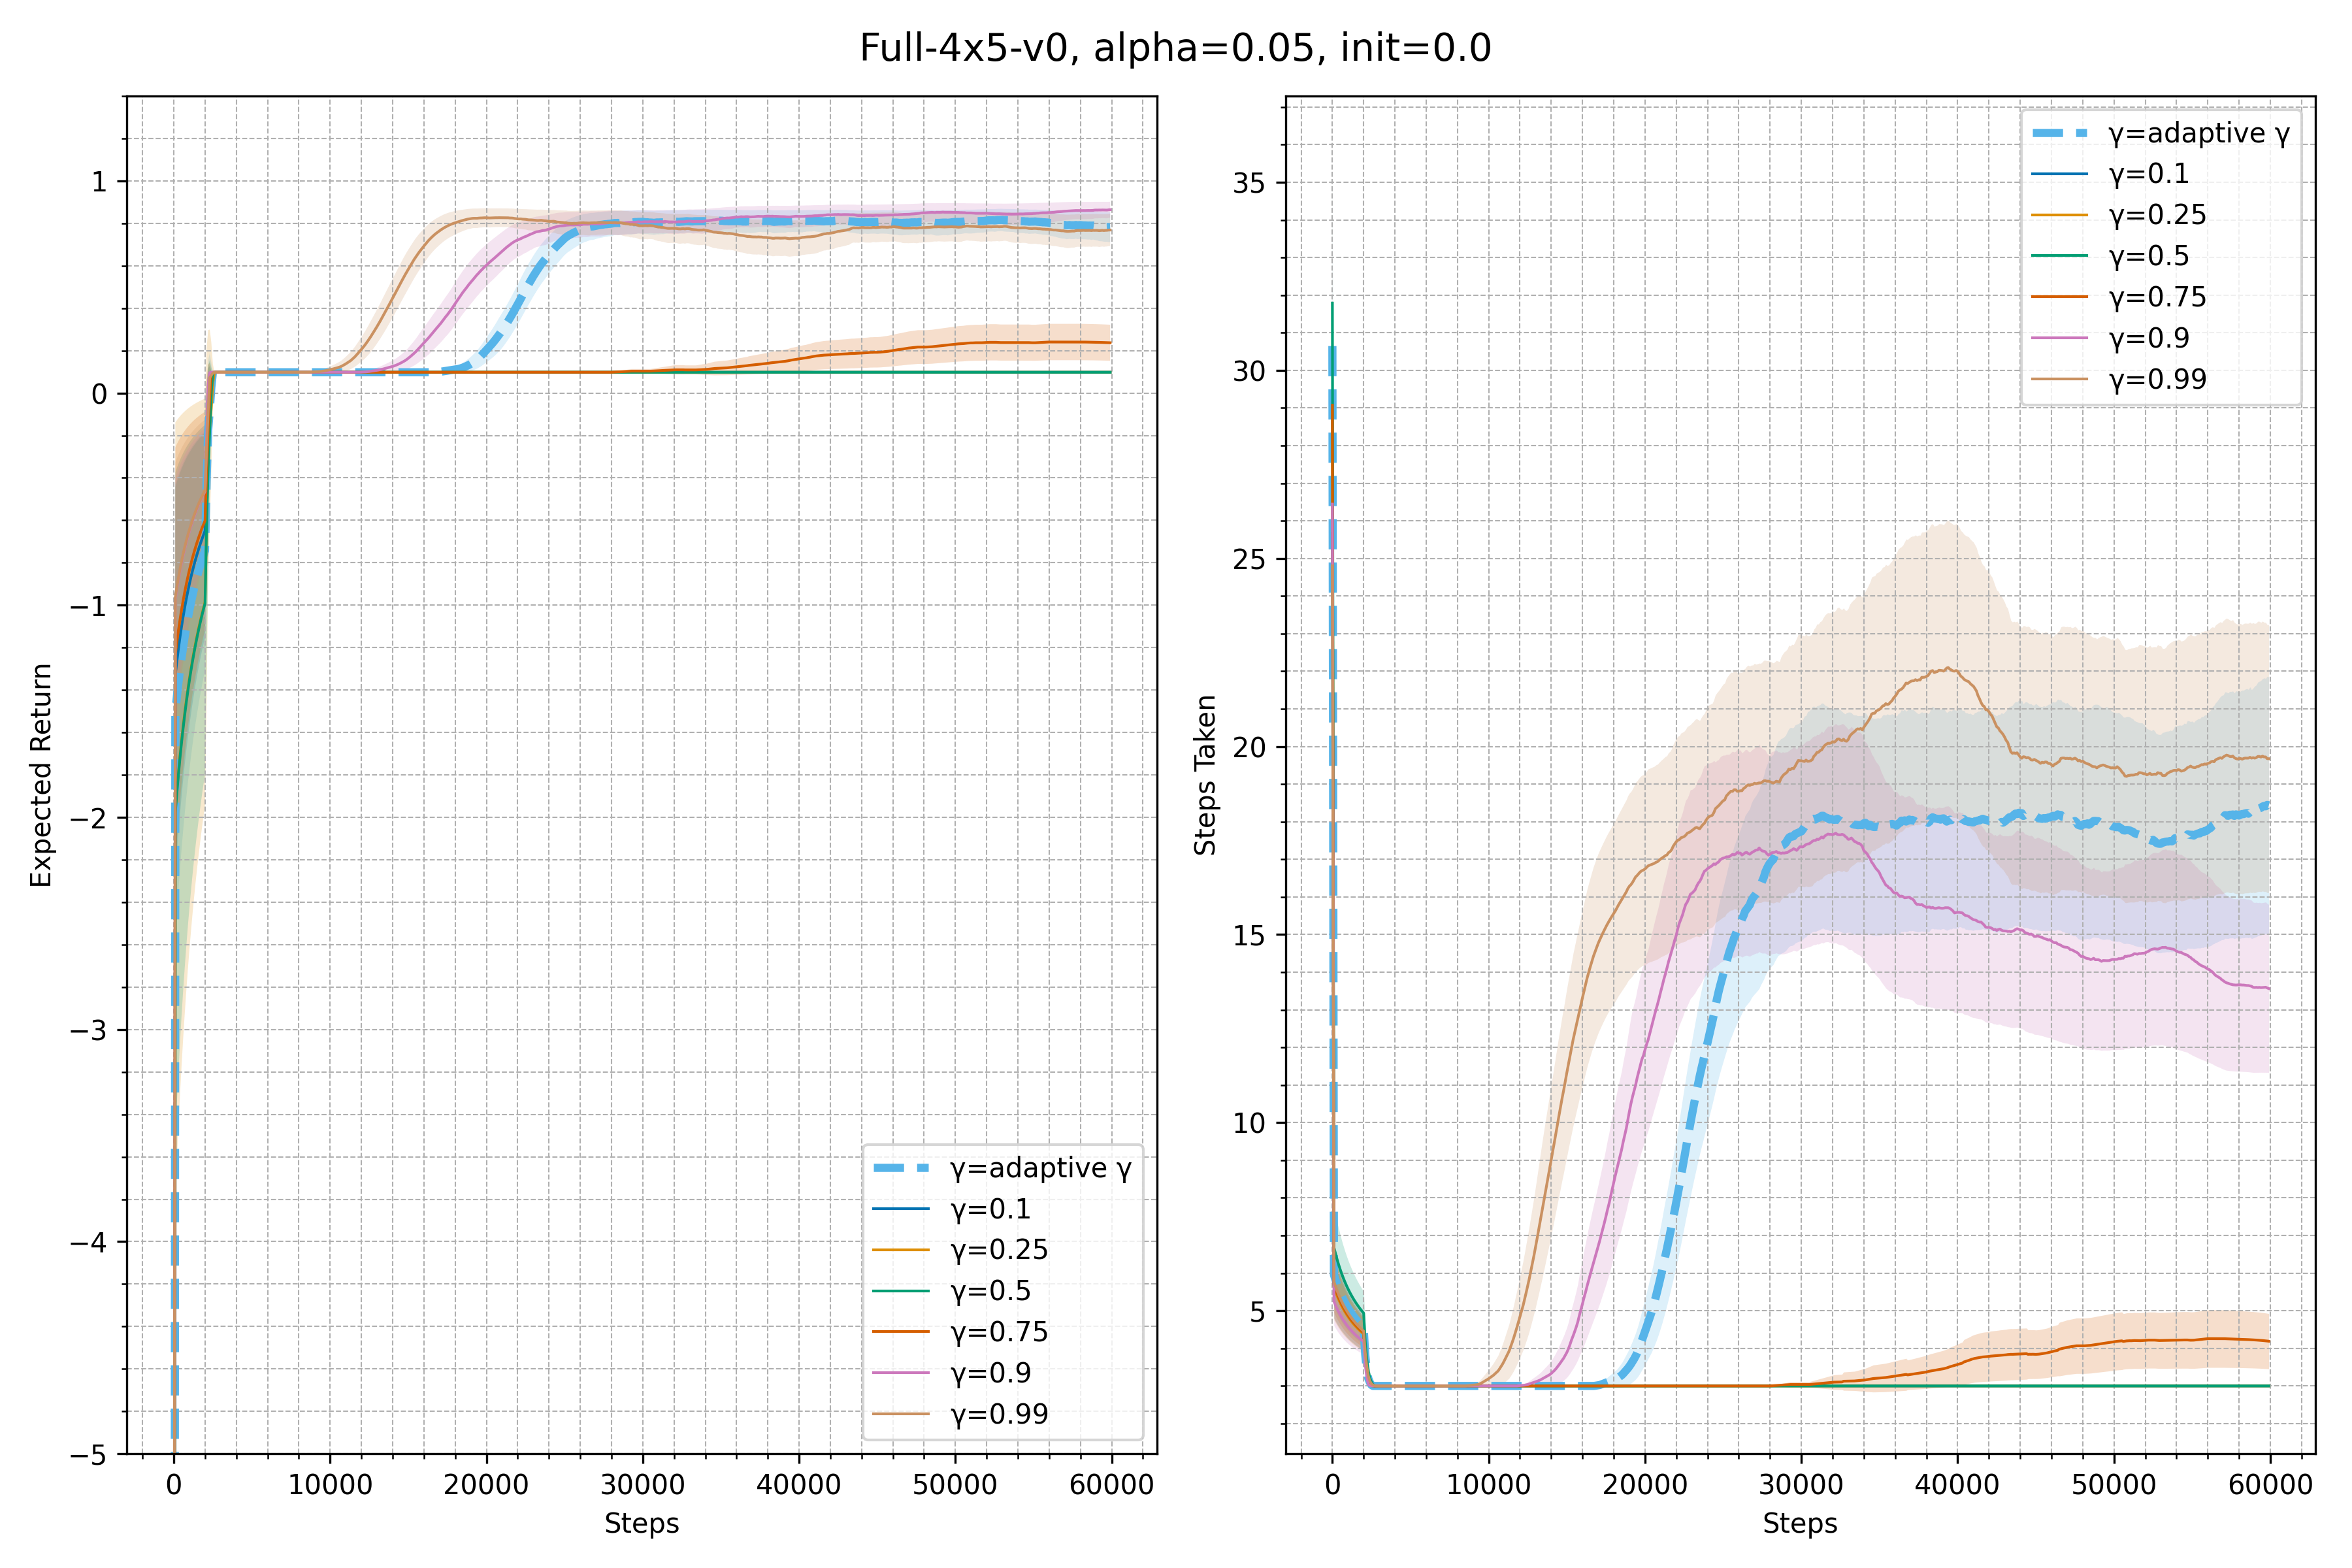 Full-4x5-v0, alpha=0.05, init=0.0
Expected Return
1
0
−1
−2
−3
−4
−5
0 10000 20000 30000 40000 50000 60000
Steps
γ=adaptive γ
γ=0.1
γ=0.25
γ=0.5
γ=0.75
γ=0.9
γ=0.99
Steps Taken
35
30
25
20
15
10
5
0 10000 20000 30000 40000 50000 60000
Steps
γ=adaptive γ
γ=0.1
γ=0.25
γ=0.5
γ=0.75
γ=0.9
γ=0.99